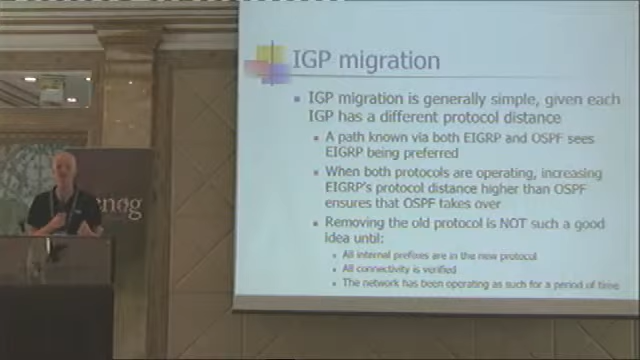 IGP migration
IGP migration is generally simple, given each
IGP has a different protocol distance
A path known via both EIGRP and OSPF sees
EIGRP being preferred
When both protocols are operating, increasing
EIGRP's protocol distance higher than OSPF
ensures that OSPF takes over
Removing the old protocol is NOT such a good
idea until:
All internal prefixes are in the new protocol
All connectivity is verified
The network has been operating as such for a period of time
enog